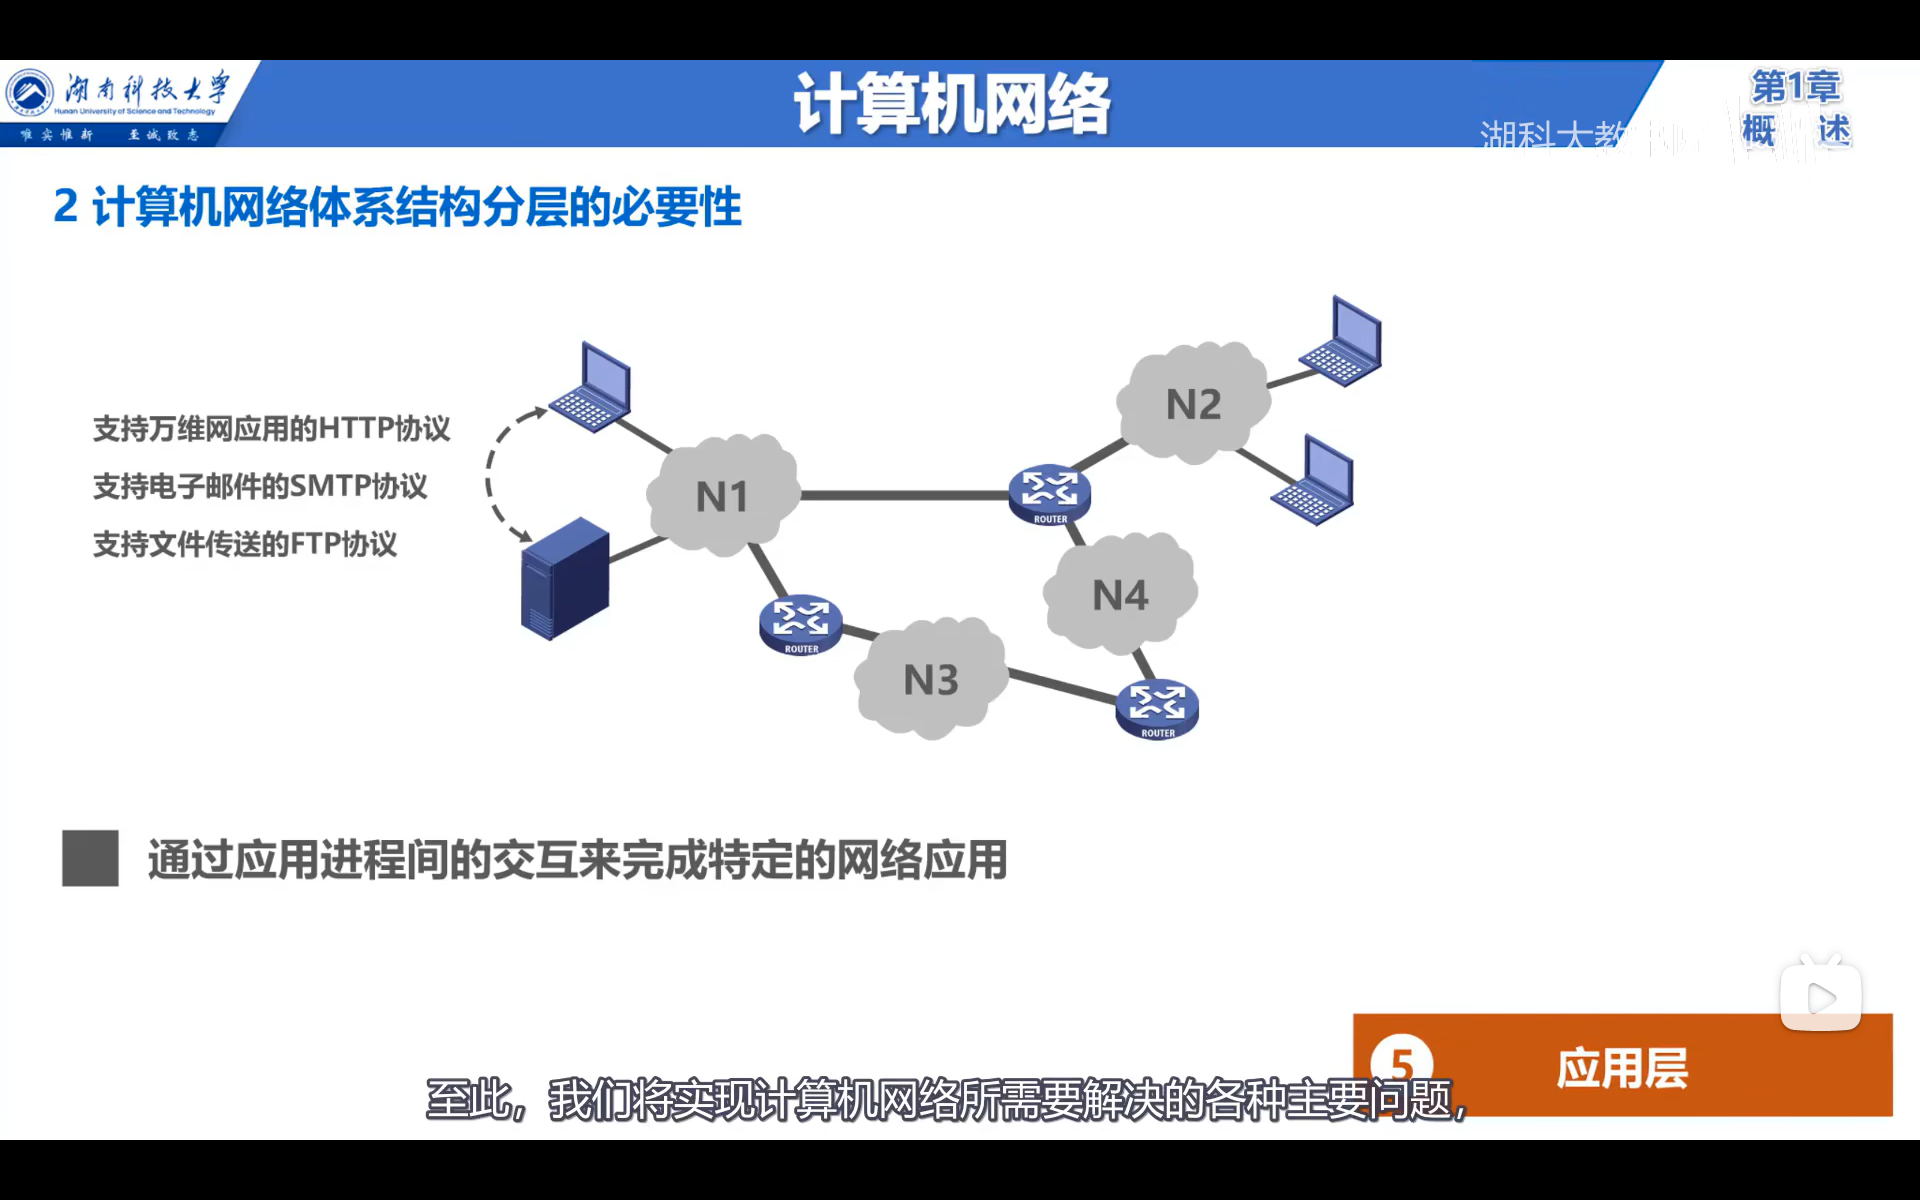 湖南科技大学
Hunan University of Science and Technology
唯实惟新 至诚致志
计算机网络
第1章
概 述
湖科大教
2 计算机网络体系结构分层的必要性
支持万维网应用的HTTP协议
支持电子邮件的SMTP协议
支持文件传送的FTP协议
N1
N2
ROUTER
N4
ROUTER
N3
ROUTER
通过应用进程间的交互来完成特定的网络应用
5 应用层
至此，我们将实现计算机网络所需要解决的各种主要问题，